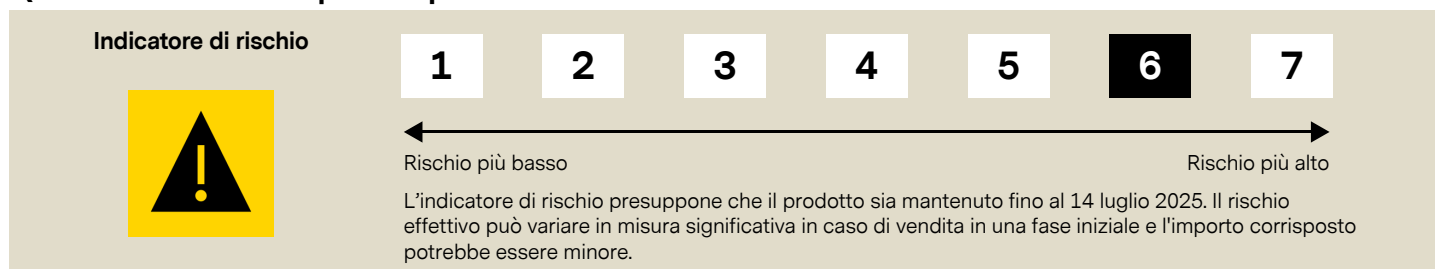 Indicatore di rischio
1 2 3 4 5 6 7
Rischio più basso Rischio più alto
L'indicatore di rischio presuppone che il prodotto sia mantenuto fino al 14 luglio 2025. Il rischio
effettivo può variare in misura significativa in caso di vendita in una fase iniziale e l'importo corrisposto
potrebbe essere minore.